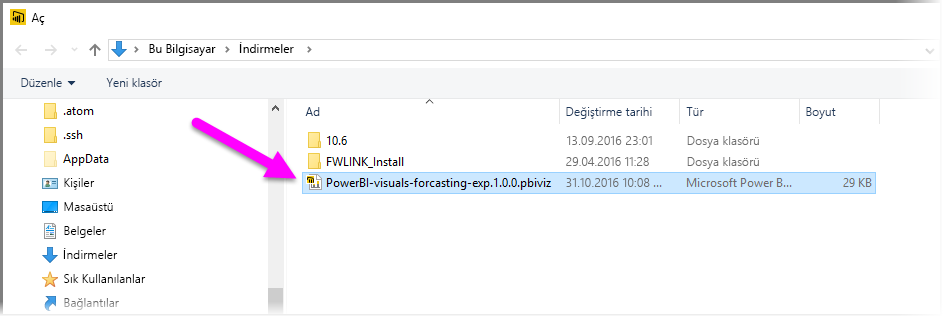 Aç
Bu Bilgisayar > İndirmeler >
Düzenle Yeni klasör
.atom
.ssh
AppData
Kişiler
Masaüstü
Belgeler
İndirmeler
Sık Kullanılanlar
Bağlantılar
Ad Değiştirme tarihi Tür Boyut
10.6 13.09.2016 23:01 Dosya klasörü
FWLINK_Install 29.04.2016 11:28 Dosya klasörü
PowerBI-visuals-forcasting-exp.1.0.0.pbiviz 31.10.2016 10:08 ... Microsoft Power B... 29 KB